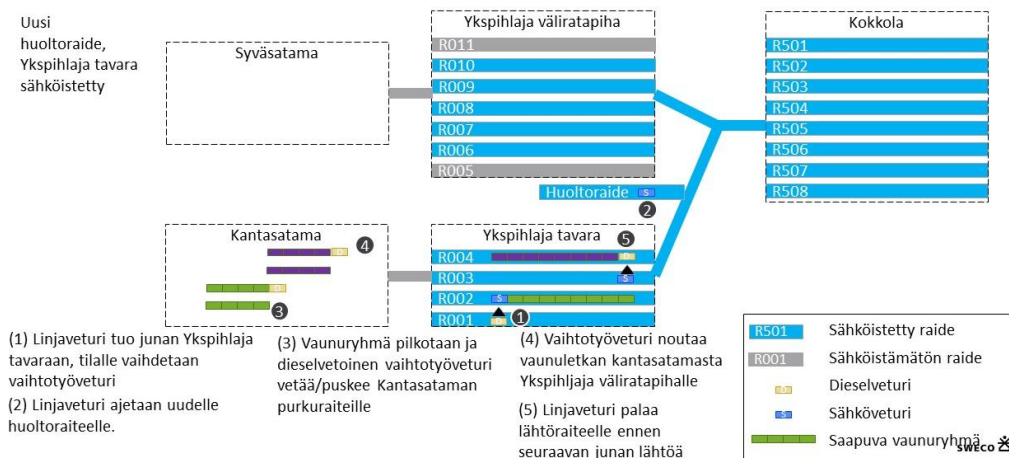 Uusi
huoltoraide,
Ykspihlaja tavara
sähköistetty
Syväsatama
Ykspihlaja väliratapiha
R011
R010
R009
R008
R007
R006
R005
Kokkola
R501
R502
R503
R504
R505
R506
R507
R508
Huoltoraide S
2
Kantasatama
4
D
D
3
Ykspihlaja tavara
5
R004 D
R003 S
R002 S
R001 D 1
(1) Linjaveturi tuo junan Ykspihlaja
tavaraan, tilalle vaihdetaan
vaihtotyöveturi
(2) Linjaveturi ajetaan uudelle
huoltoraiteelle.
(3) Vaunuryhmä pilkotaan ja
dieselvetoinen vaihtotyöveturi
vetää/puskee Kantasataman
purkuraiteille
(4) Vaihtotyöveturi noutaa
vaunuletkan kantasatamasta
Ykspihljaja väliratapihalle
(5) Linjaveturi palaa
lähtöraiteelle ennen
seuraavan junan lähtöä
R501 Sähköistetty raide
R001 Sähköistämätön raide
D Dieselveturi
S Sähköveturi
Saapuva vaunuryhmä
SWECO